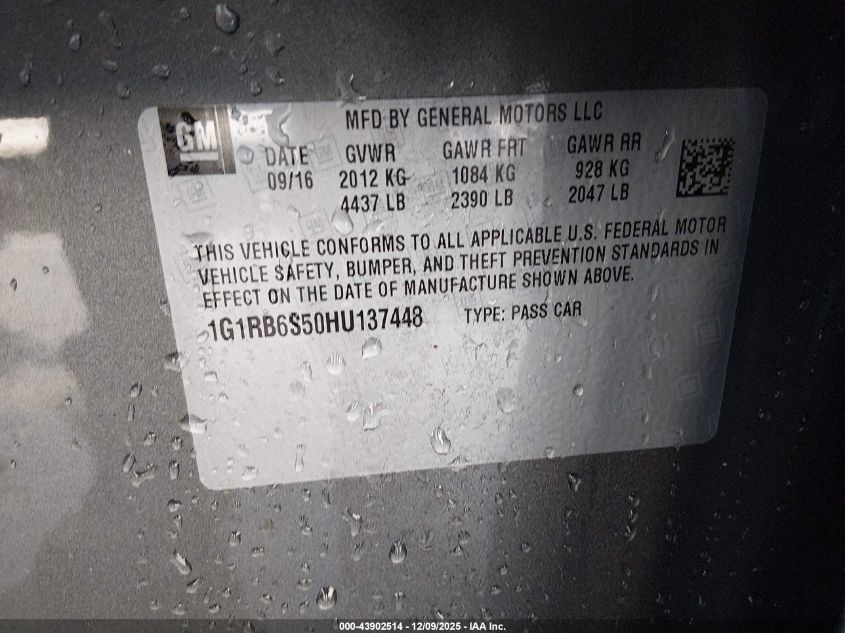 GM
MFD BY GENERAL MOTORS LLC
DATE GVWR GAWR FRT GAWR RR
09/16 2012 KG 1084 KG 928 KG
4437 LB 2390 LB 2047 LB
THIS VEHICLE CONFORMS TO ALL APPLICABLE U.S. FEDERAL MOTOR
VEHICLE SAFETY, BUMPER, AND THEFT PREVENTION STANDARDS IN
EFFECT ON THE DATE OF MANUFACTURE SHOWN ABOVE.
1G1RB6S50HU137448 TYPE: PASS CAR
000-43902514 - 12/09/2025 - IAA Inc.